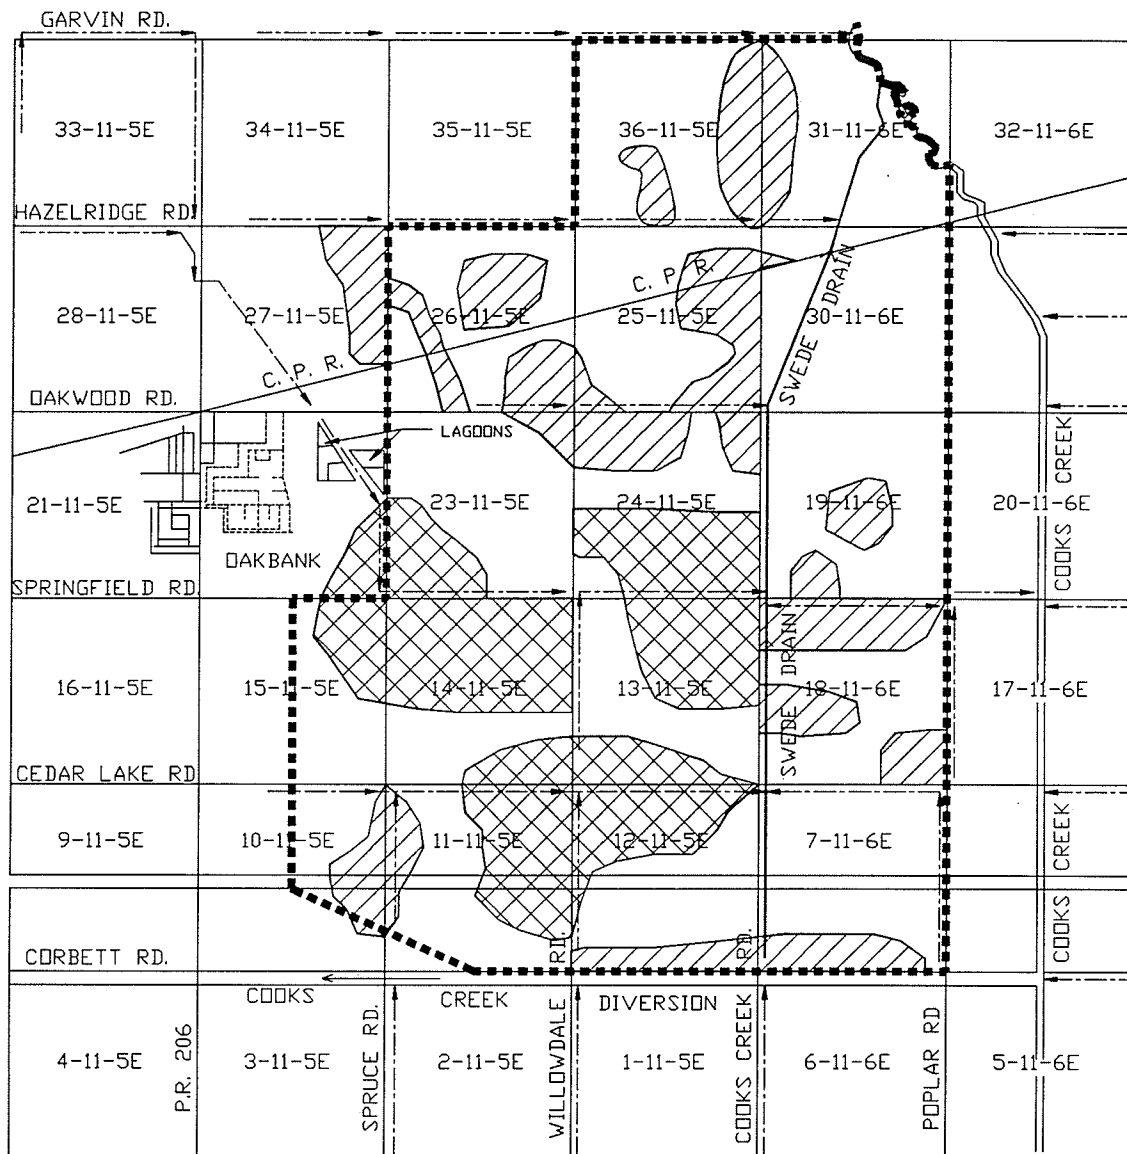 GARVIN RD.
33-11-5E
34-11-5E
35-11-5E
36-11-5E
31-11-6E
32-11-6E
HAZELRIDGE RD.
28-11-5E
27-11-5E
26-11-5E
C. P. R.
25-11-5E
SWEDE DRAIN
30-11-6E
C. P. R.
OAKWOOD RD.
LAGOONS
COOKS CREEK
21-11-5E
23-11-5E
24-11-5E
19-11-6E
20-11-6E
OAKBANK
SPRINGFIELD RD.
16-11-5E
15-11-5E
14-11-5E
13-11-5E
SWEDE DRAIN
18-11-6E
17-11-6E
CEDAR LAKE RD
9-11-5E
10-11-5E
11-11-5E
12-11-5E
7-11-6E
COOKS CREEK
CORBETT RD.
COOKS CREEK DIVERSION
P.R. 206
SPRUCE RD.
WILLOWDALE RD.
COOKS CREEK RD.
POPLAR RD
4-11-5E
3-11-5E
2-11-5E
1-11-5E
6-11-6E
5-11-6E